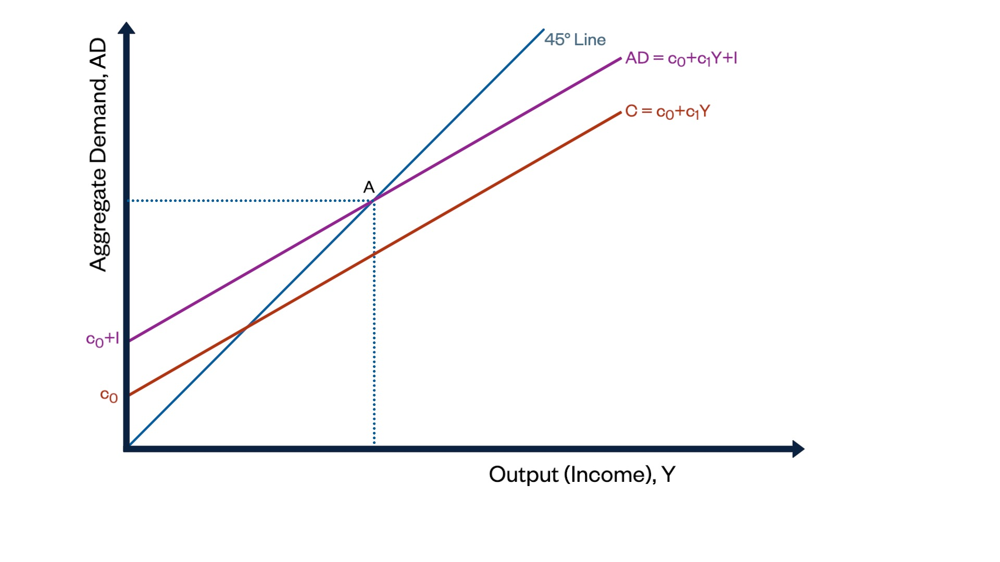 Aggregate Demand, AD
45° Line
AD = c₀+c₁Y+I
C = c₀+c₁Y
A
c₀+I
c₀
Output (Income), Y